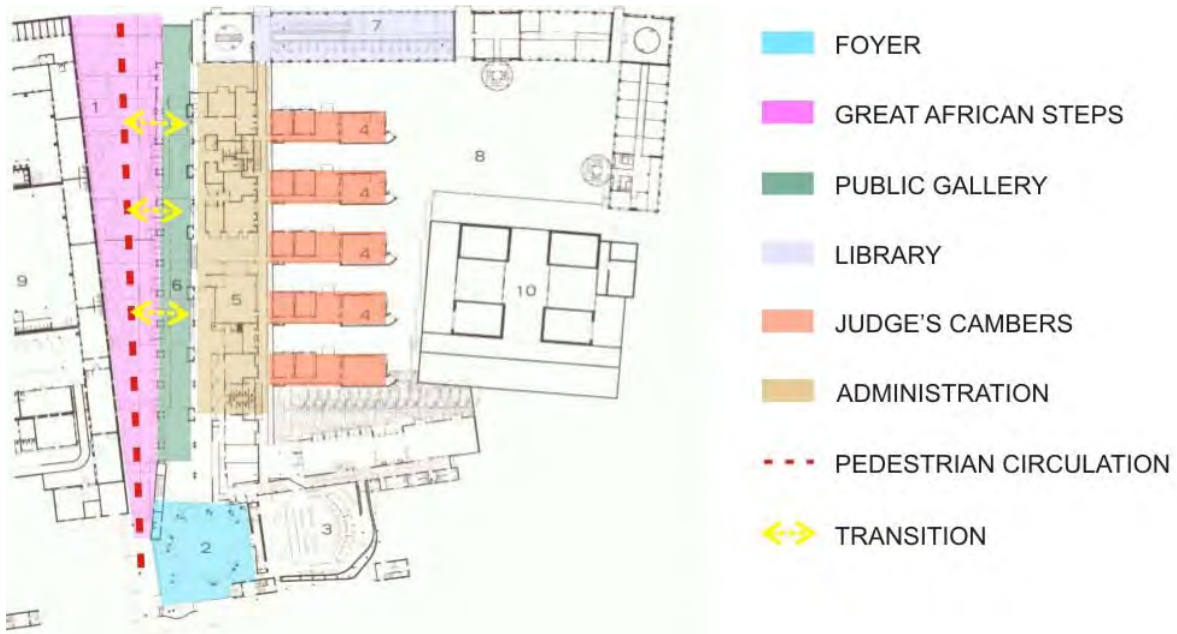 7
1
4
8
4
4
9
6
5
4
10
2
3
FOYER
GREAT AFRICAN STEPS
PUBLIC GALLERY
LIBRARY
JUDGE'S CAMBERS
ADMINISTRATION
PEDESTRIAN CIRCULATION
TRANSITION